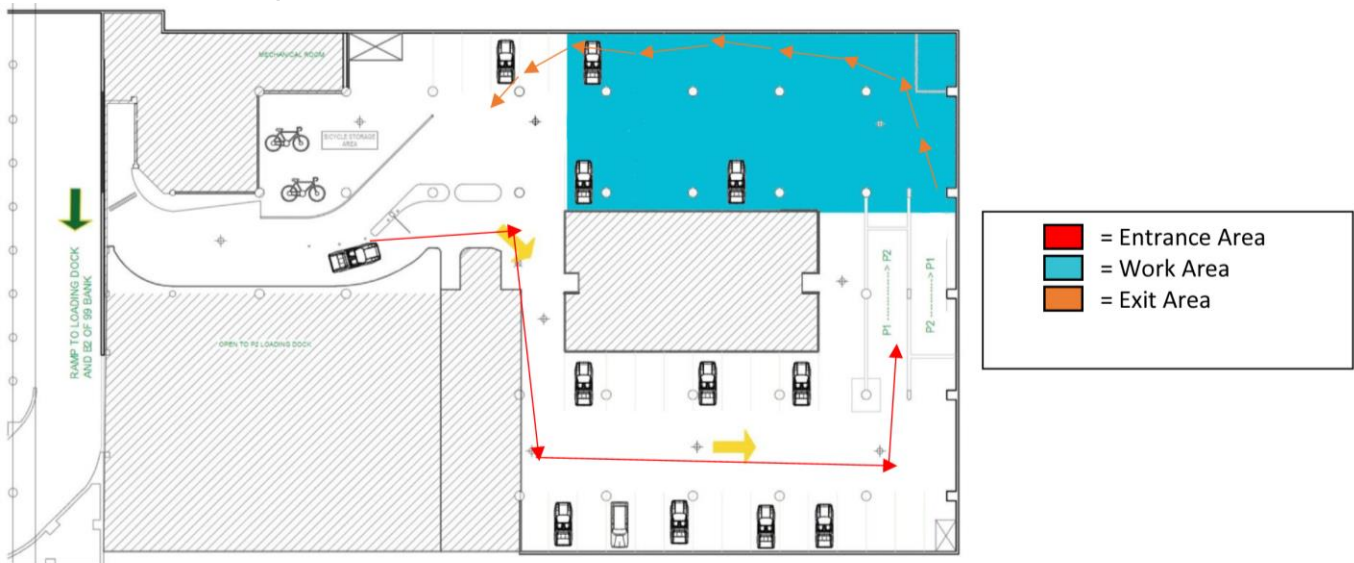 MECHANICAL ROOM
BICYCLE STORAGE
AREA
RAMP TO LOADING DOCK
AND B2 OF 99 BANK
OPEN TO P2 LOADING DOCK
P1 ------------> P2
P2 ------------> P1
= Entrance Area
= Work Area
= Exit Area